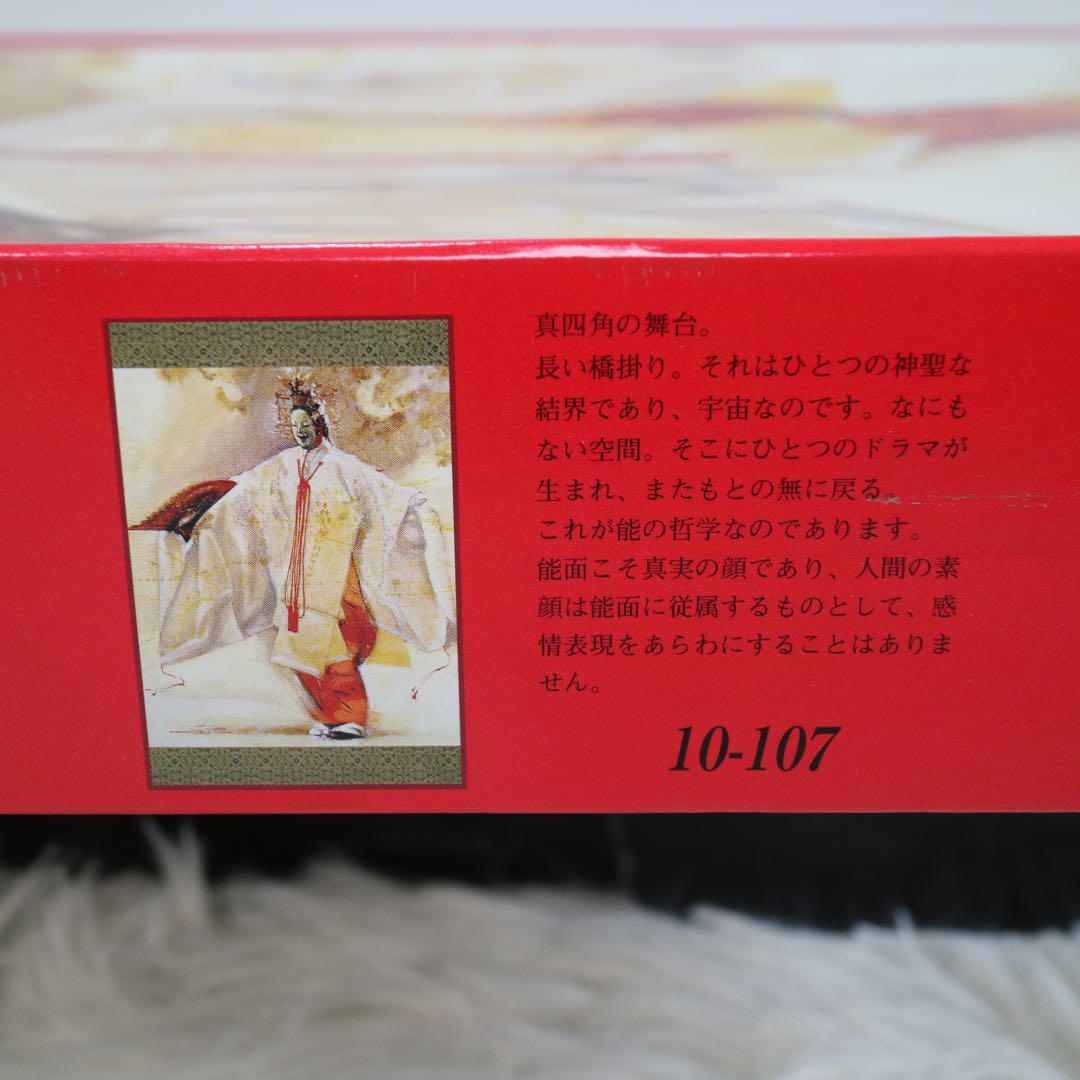 真四角の舞台。
長い橋掛り。それはひとつの神聖な
結界であり、宇宙なのです。なにも
ない空間。そこにひとつのドラマが
生まれ、またもとの無に戻る。
これが能の哲学なのであります。
能面こそ真実の顔であり、人間の素
顔は能面に従属するものとして、感
情表現をあらわにすることはありま
せん。
10-107